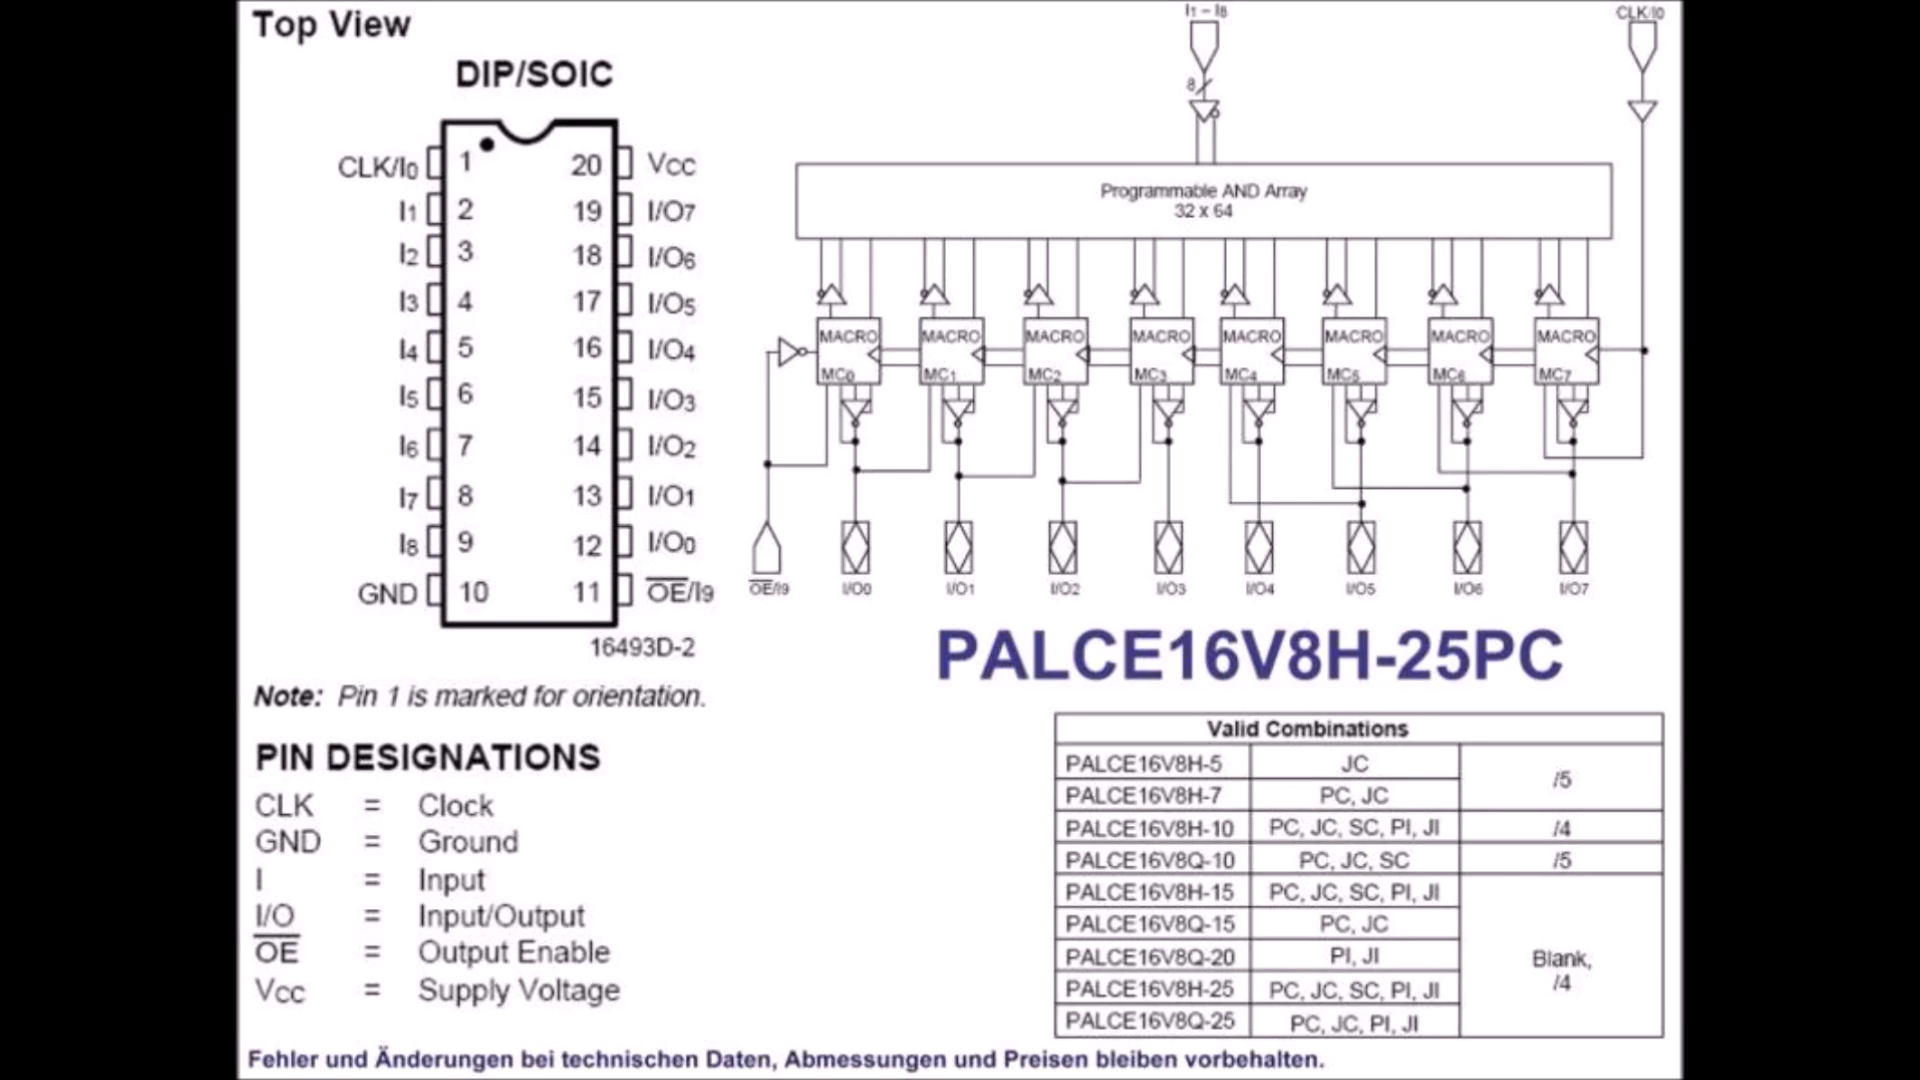 Top View
DIP/SOIC
CLK/I0 1 20 VCC
I1 2 19 I/O7
I2 3 18 I/O6
I3 4 17 I/O5
I4 5 16 I/O4
I5 6 15 I/O3
I6 7 14 I/O2
I7 8 13 I/O1
I8 9 12 I/O0
GND 10 11 OE/I9
16493D-2
Note: Pin 1 is marked for orientation.
I1 – I8 CLK/I0
8
Programmable AND Array
32 x 64
MACRO MACRO MACRO MACRO MACRO MACRO MACRO MACRO
MC0 MC1 MC2 MC3 MC4 MC5 MC6 MC7
OE/I9 I/O0 I/O1 I/O2 I/O3 I/O4 I/O5 I/O6 I/O7
PALCE16V8H-25PC
PIN DESIGNATIONS
CLK = Clock
GND = Ground
I = Input
I/O = Input/Output
OE = Output Enable
VCC = Supply Voltage
Valid Combinations
PALCE16V8H-5 JC /5
PALCE16V8H-7 PC, JC
PALCE16V8H-10 PC, JC, SC, PI, JI /4
PALCE16V8Q-10 PC, JC, SC /5
PALCE16V8H-15 PC, JC, SC, PI, JI
PALCE16V8Q-15 PC, JC
PALCE16V8Q-20 PI, JI Blank,
/4
PALCE16V8H-25 PC, JC, SC, PI, JI
PALCE16V8Q-25 PC, JC, PI, JI
Fehler und Änderungen bei technischen Daten, Abmessungen und Preisen bleiben vorbehalten.